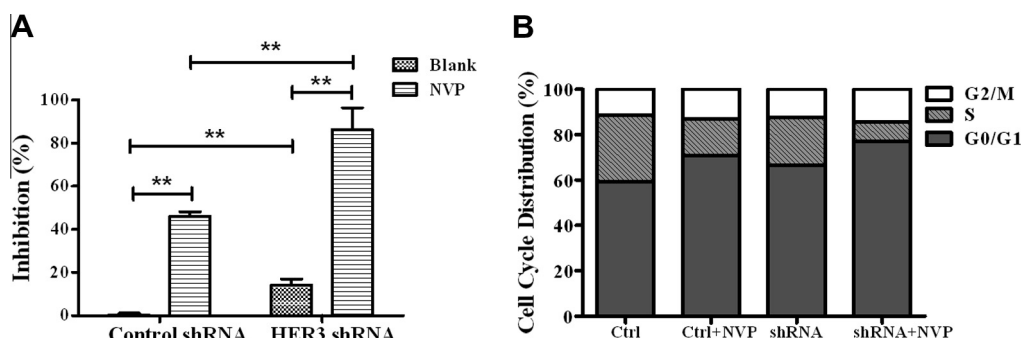 A
**
Blank
NVP
**
**
**
Inhibition (%)
100
80
60
40
20
0
Control shRNA
HER3 shRNA
B
Cell Cycle Distribution (%)
100
80
60
40
20
0
G2/M
S
G0/G1
Ctrl
Ctrl+NVP
shRNA
shRNA+NVP